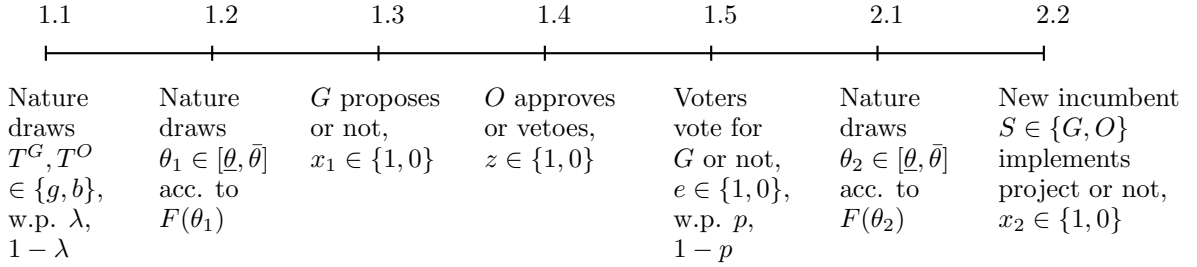 1.1 1.2 1.3 1.4 1.5 2.1 2.2
Nature
draws
T^G, T^O
∈ {g, b},
w.p. λ,
1 − λ
Nature
draws
θ_1 ∈ [θ̲, θ̄]
acc. to
F(θ_1)
G proposes
or not,
x_1 ∈ {1, 0}
O approves
or vetoes,
z ∈ {1, 0}
Voters
vote for
G or not,
e ∈ {1, 0},
w.p. p,
1 − p
Nature
draws
θ_2 ∈ [θ̲, θ̄]
acc. to
F(θ_2)
New incumbent
S ∈ {G, O}
implements
project or not,
x_2 ∈ {1, 0}